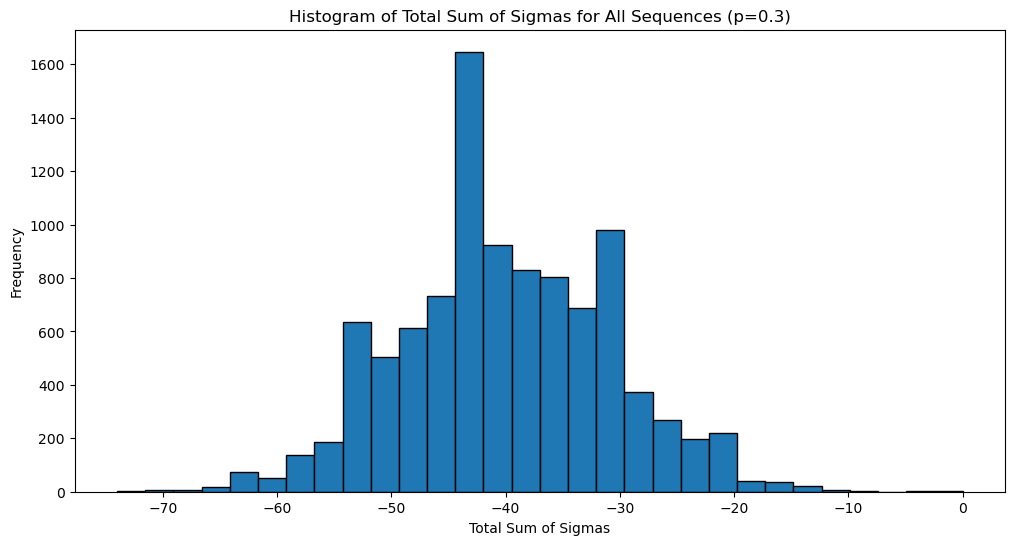 Histogram of Total Sum of Sigmas for All Sequences (p=0.3)
1600
1400
1200
1000
800
600
400
200
0
Frequency
−70 −60 −50 −40 −30 −20 −10 0
Total Sum of Sigmas